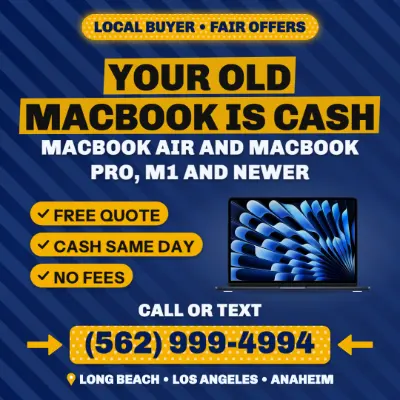 LOCAL BUYER • FAIR OFFERS
YOUR OLD
MACBOOK IS CASH
MACBOOK AIR AND MACBOOK
PRO, M1 AND NEWER
FREE QUOTE
CASH SAME DAY
NO FEES
CALL OR TEXT
(562) 999-4994
LONG BEACH • LOS ANGELES • ANAHEIM